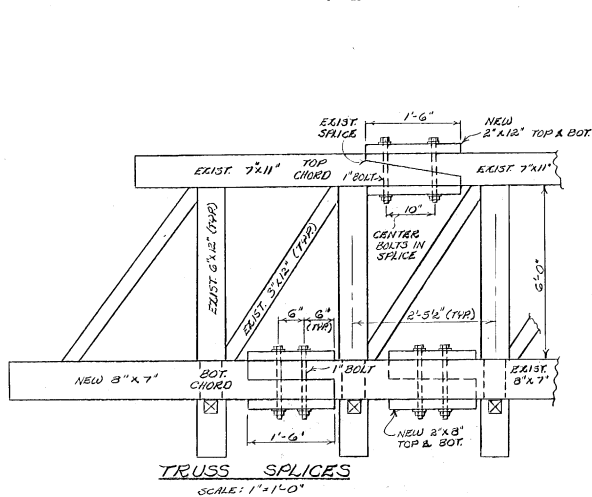 1'-6"
EXIST.
SPLICE
NEW
2"x12" TOP & BOT.
EXIST. 7"x11"
TOP
CHORD
1" BOLT
EXIST. 7"x11"
10"
CENTER
BOLTS IN
SPLICE
EXIST. 6"x12" (TYP.)
EXIST. 3"x12" (TYP.)
6'-0"
6"
6"
(TYP.)
2'-5½" (TYP.)
NEW 8"x7"
BOT.
CHORD
1" BOLT
EXIST.
8"x7"
1'-6"
NEW 2"x8"
TOP & BOT.
TRUSS SPLICES
SCALE: 1"=1'-0"